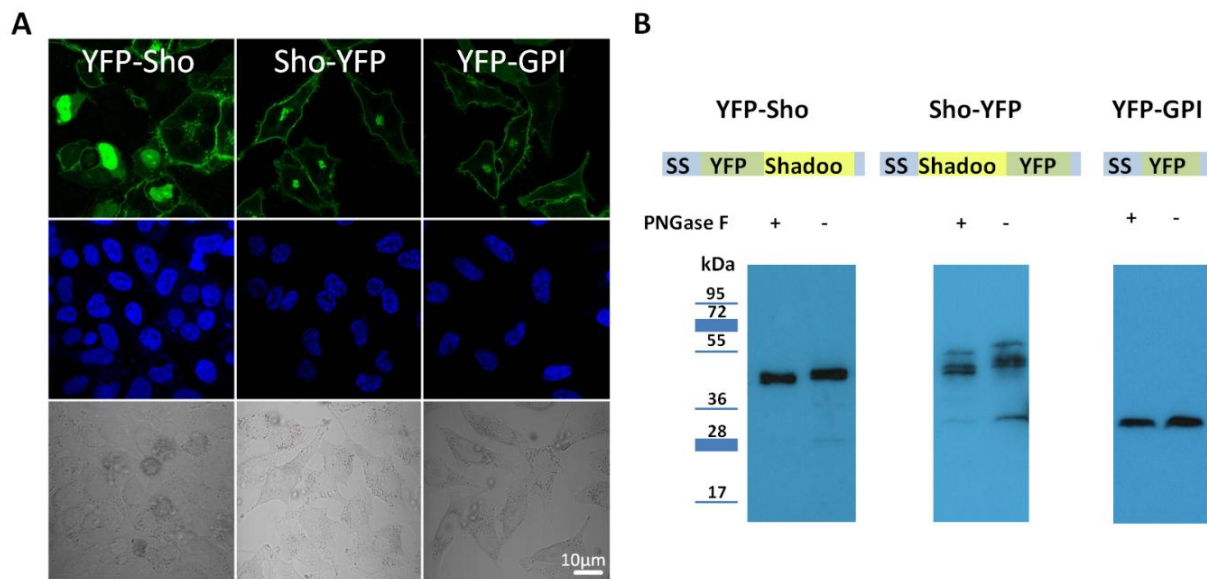 A
YFP-Sho Sho-YFP YFP-GPI
10μm
B
YFP-Sho Sho-YFP YFP-GPI
SS YFP Shadoo SS Shadoo YFP SS YFP
PNGase F + - + - + -
kDa
95
72
55
36
28
17